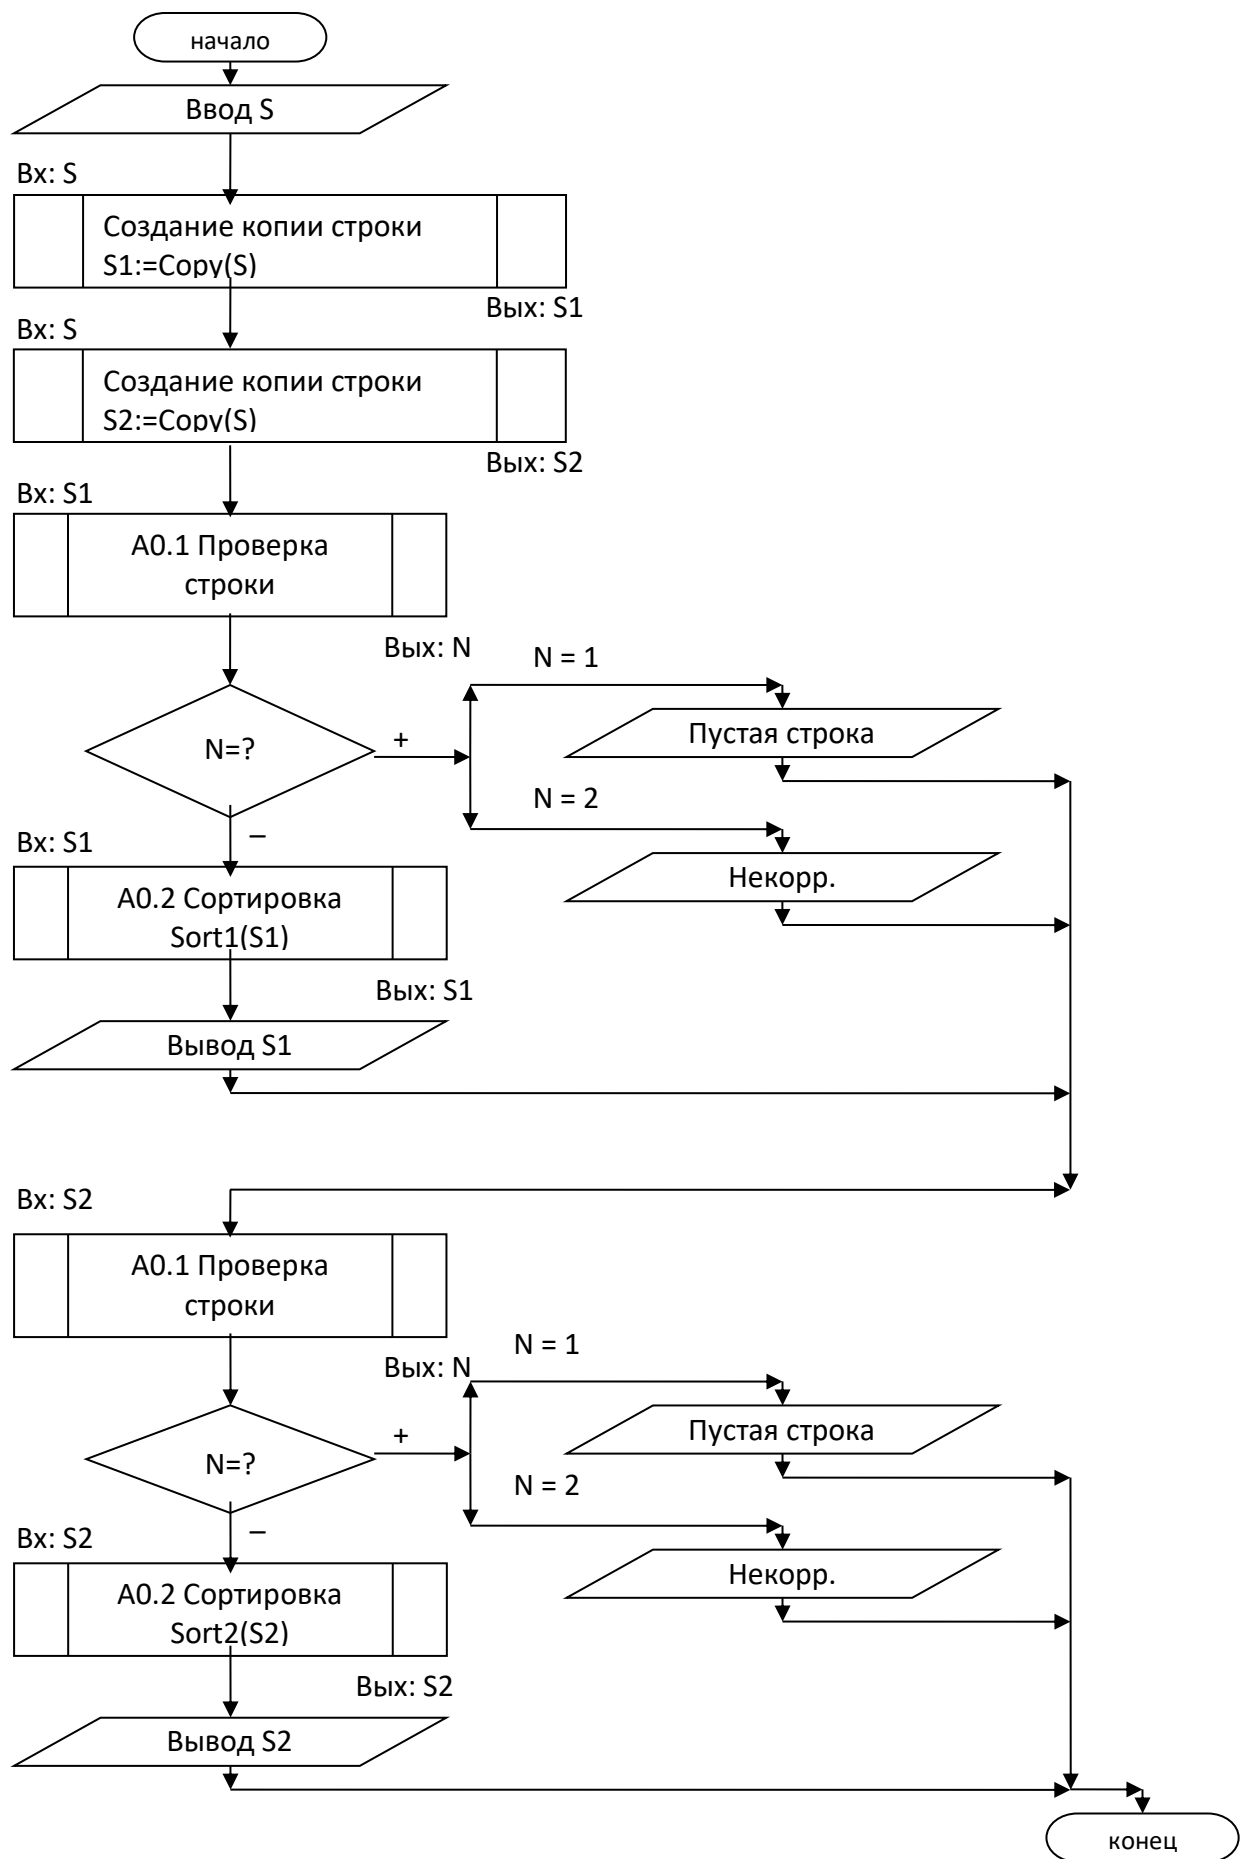 начало
Ввод S
Вх: S
Создание копии строки
S1:=Copy(S)
Вых: S1
Вх: S
Создание копии строки
S2:=Copy(S)
Вых: S2
Вх: S1
А0.1 Проверка
строки
Вых: N
N = 1
Пустая строка
N=?
+
N = 2
–
Некорр.
Вх: S1
А0.2 Сортировка
Sort1(S1)
Вых: S1
Вывод S1
Вх: S2
А0.1 Проверка
строки
Вых: N
N = 1
Пустая строка
N=?
+
N = 2
–
Некорр.
Вх: S2
А0.2 Сортировка
Sort2(S2)
Вых: S2
Вывод S2
конец